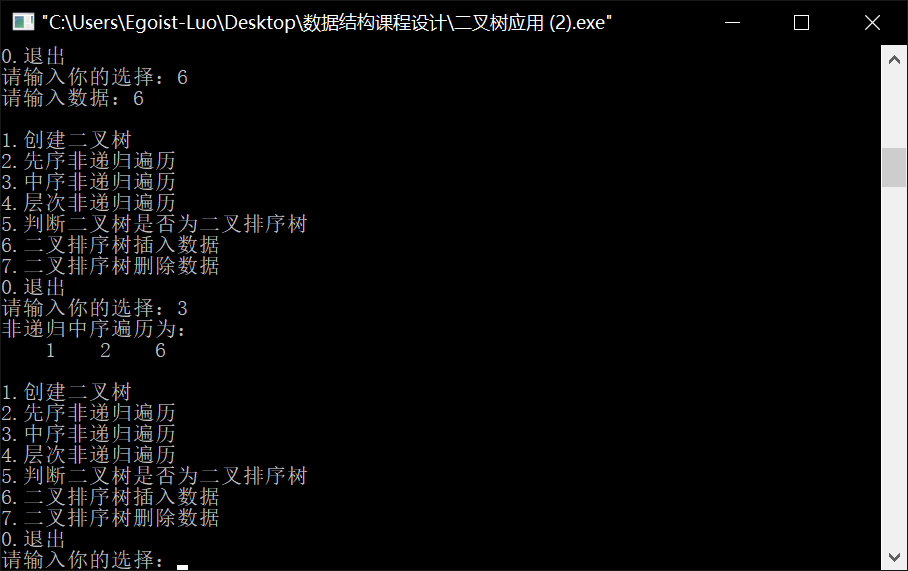 "C:\Users\Egoist-Luo\Desktop\数据结构课程设计\二叉树应用 (2).exe"
0.退出
请输入你的选择：6
请输入数据：6
1.创建二叉树
2.先序非递归遍历
3.中序非递归遍历
4.层次非递归遍历
5.判断二叉树是否为二叉排序树
6.二叉排序树插入数据
7.二叉排序树删除数据
0.退出
请输入你的选择：3
非递归中序遍历为：
1    2    6
1.创建二叉树
2.先序非递归遍历
3.中序非递归遍历
4.层次非递归遍历
5.判断二叉树是否为二叉排序树
6.二叉排序树插入数据
7.二叉排序树删除数据
0.退出
请输入你的选择：